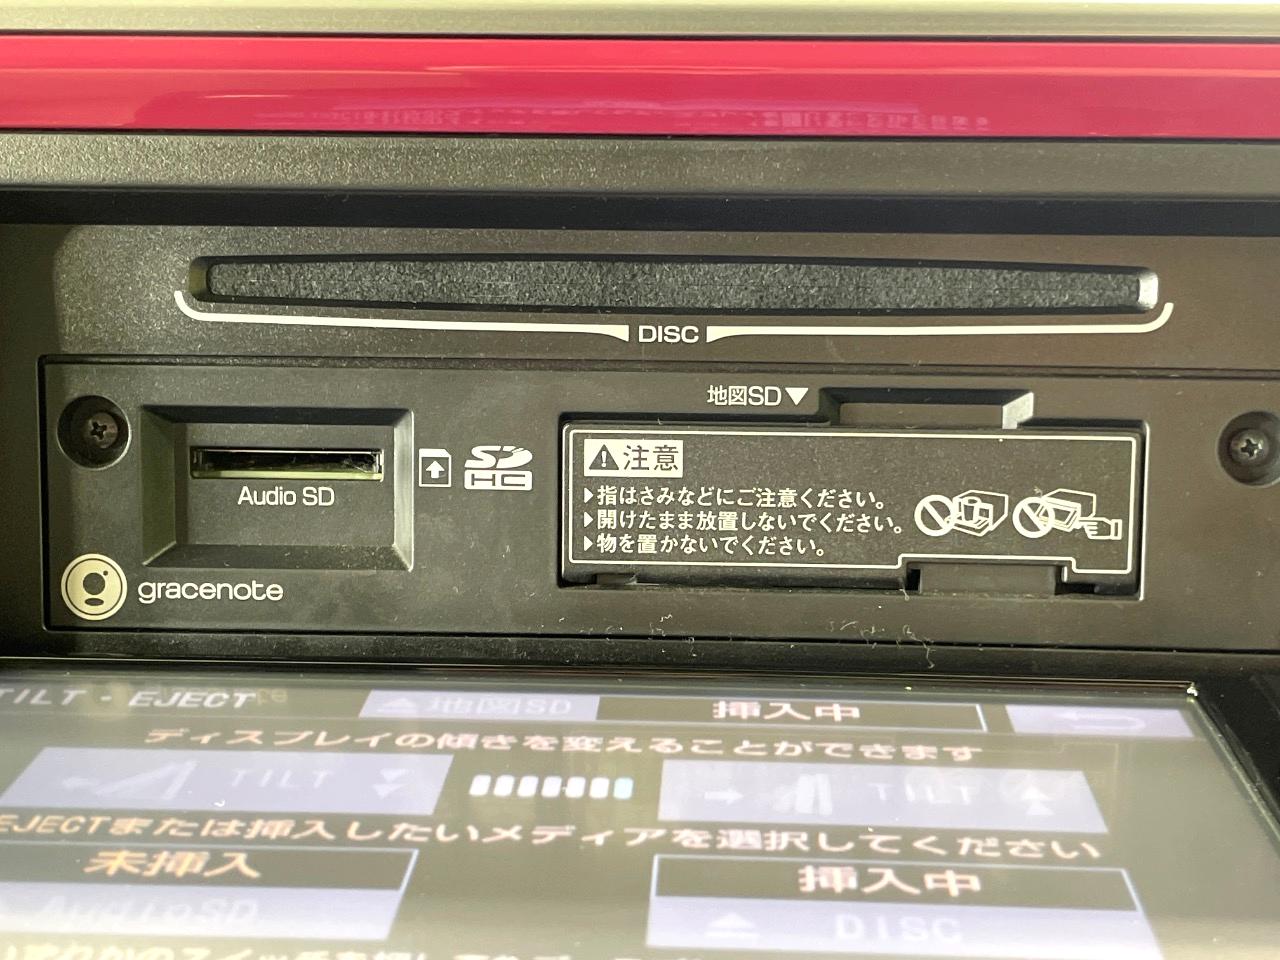 DISC
地図SD▼
Audio SD
SD
HC
gracenote
注意
指はさみなどにご注意ください。
開けたまま放置しないでください。
物を置かないでください。
TILT - EJECT
地図SD
挿入中
ディスプレイの傾きを変えることができます
TILT
TILT
EJECTまたは挿入したいメディアを選択してください
未挿入
挿入中
AudioSD
DISC